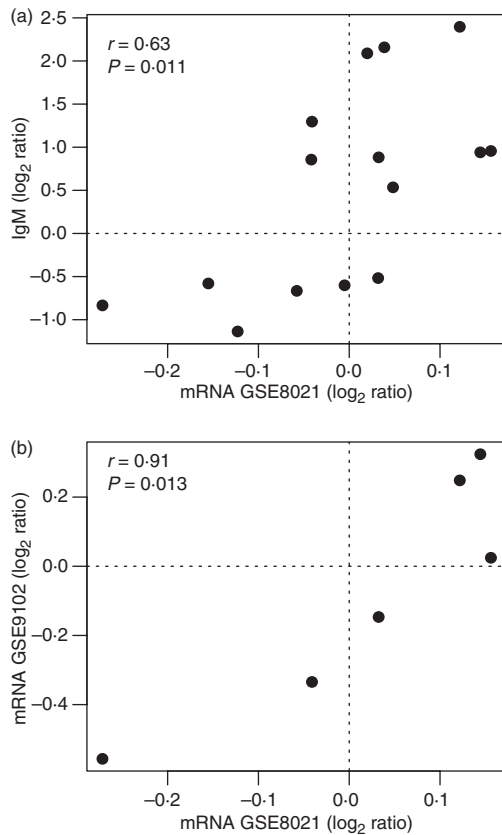 (a)
r = 0·63
P = 0·011
IgM (log2 ratio)
2·5
2·0
1·5
1·0
0·5
0·0
−0·5
−1·0
−0·2
−0·1
0·0
0·1
mRNA GSE8021 (log2 ratio)
(b)
r = 0·91
P = 0·013
mRNA GSE9102 (log2 ratio)
0·2
0·0
−0·2
−0·4
−0·2
−0·1
0·0
0·1
mRNA GSE8021 (log2 ratio)